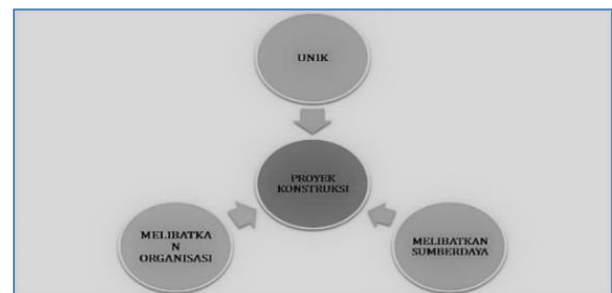 UNIK
PROYEK
KONSTRUKSI
MELIBATKA
N
ORGANISASI
MELIBATKAN
SUMBERDAYA